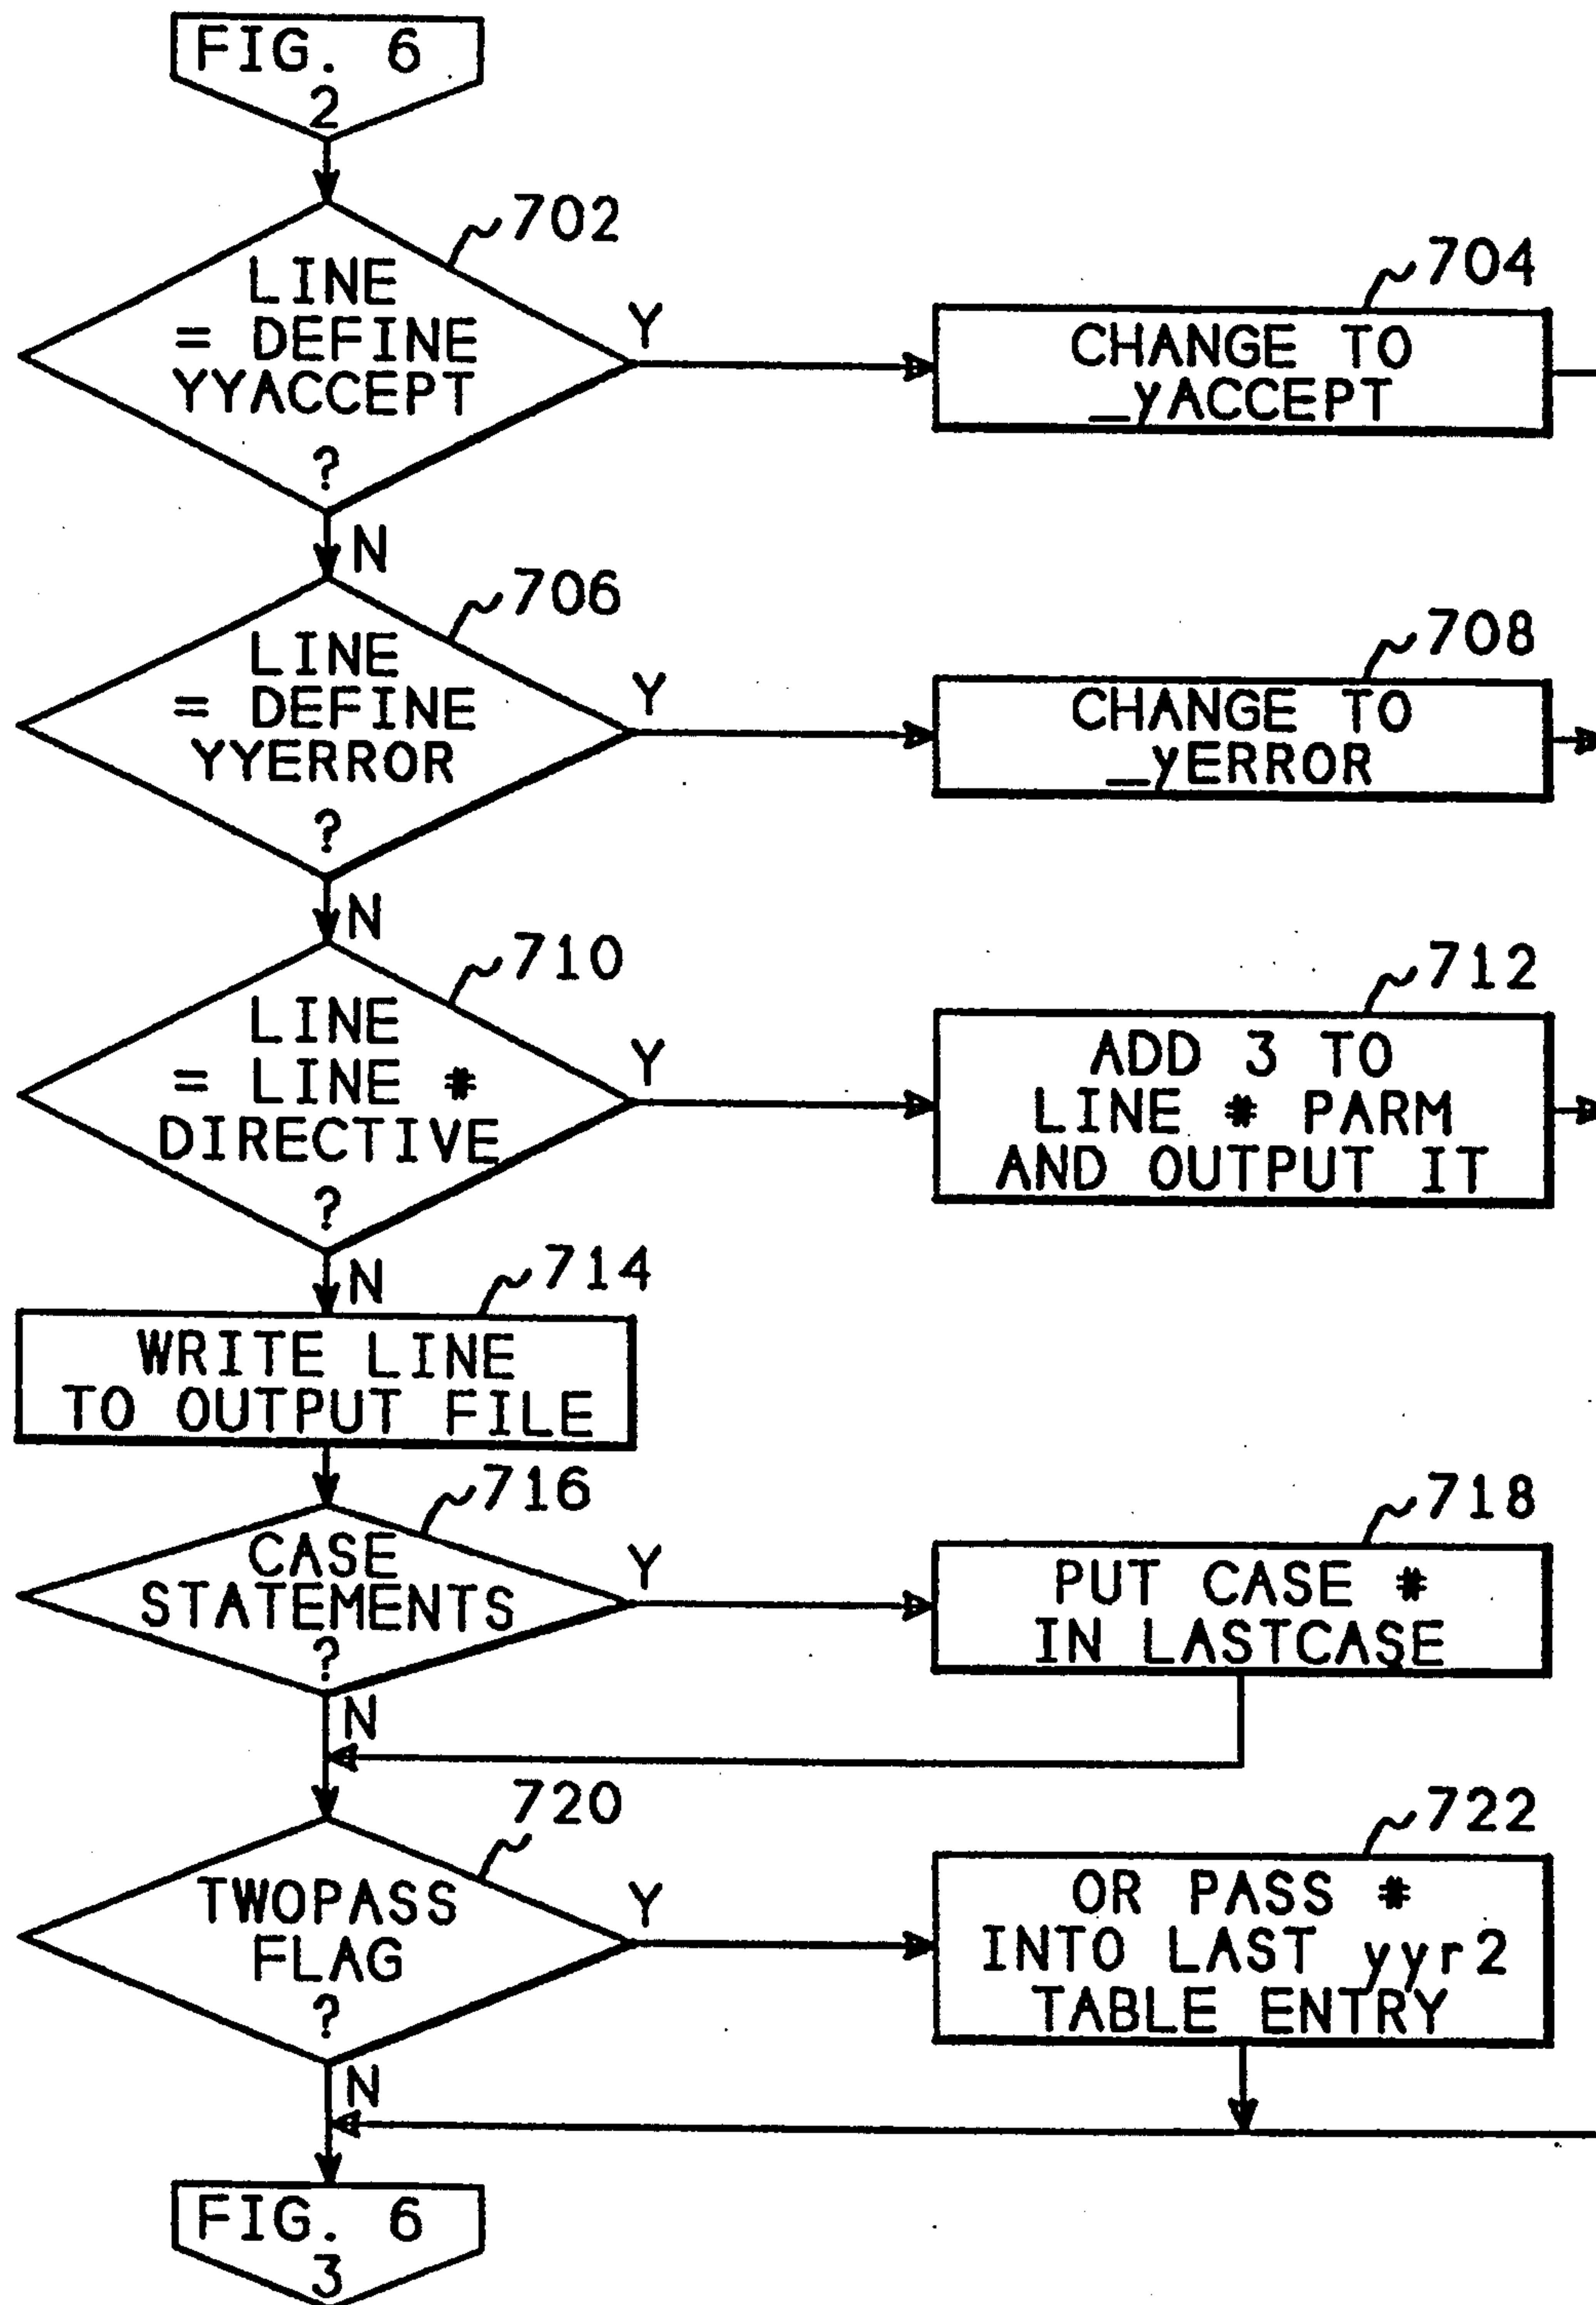 FIG. 6
2
702
LINE
= DEFINE
YYACCEPT
?
Y
N
704
CHANGE TO
_yACCEPT
706
LINE
= DEFINE
YYERROR
?
Y
N
708
CHANGE TO
_yERROR
710
LINE
= LINE #
DIRECTIVE
?
Y
N
712
ADD 3 TO
LINE # PARM
AND OUTPUT IT
714
WRITE LINE
TO OUTPUT FILE
716
CASE
STATEMENTS
?
Y
N
718
PUT CASE #
IN LASTCASE
720
TWOPASS
FLAG
?
Y
N
722
OR PASS #
INTO LAST yyr2
TABLE ENTRY
FIG. 6
3